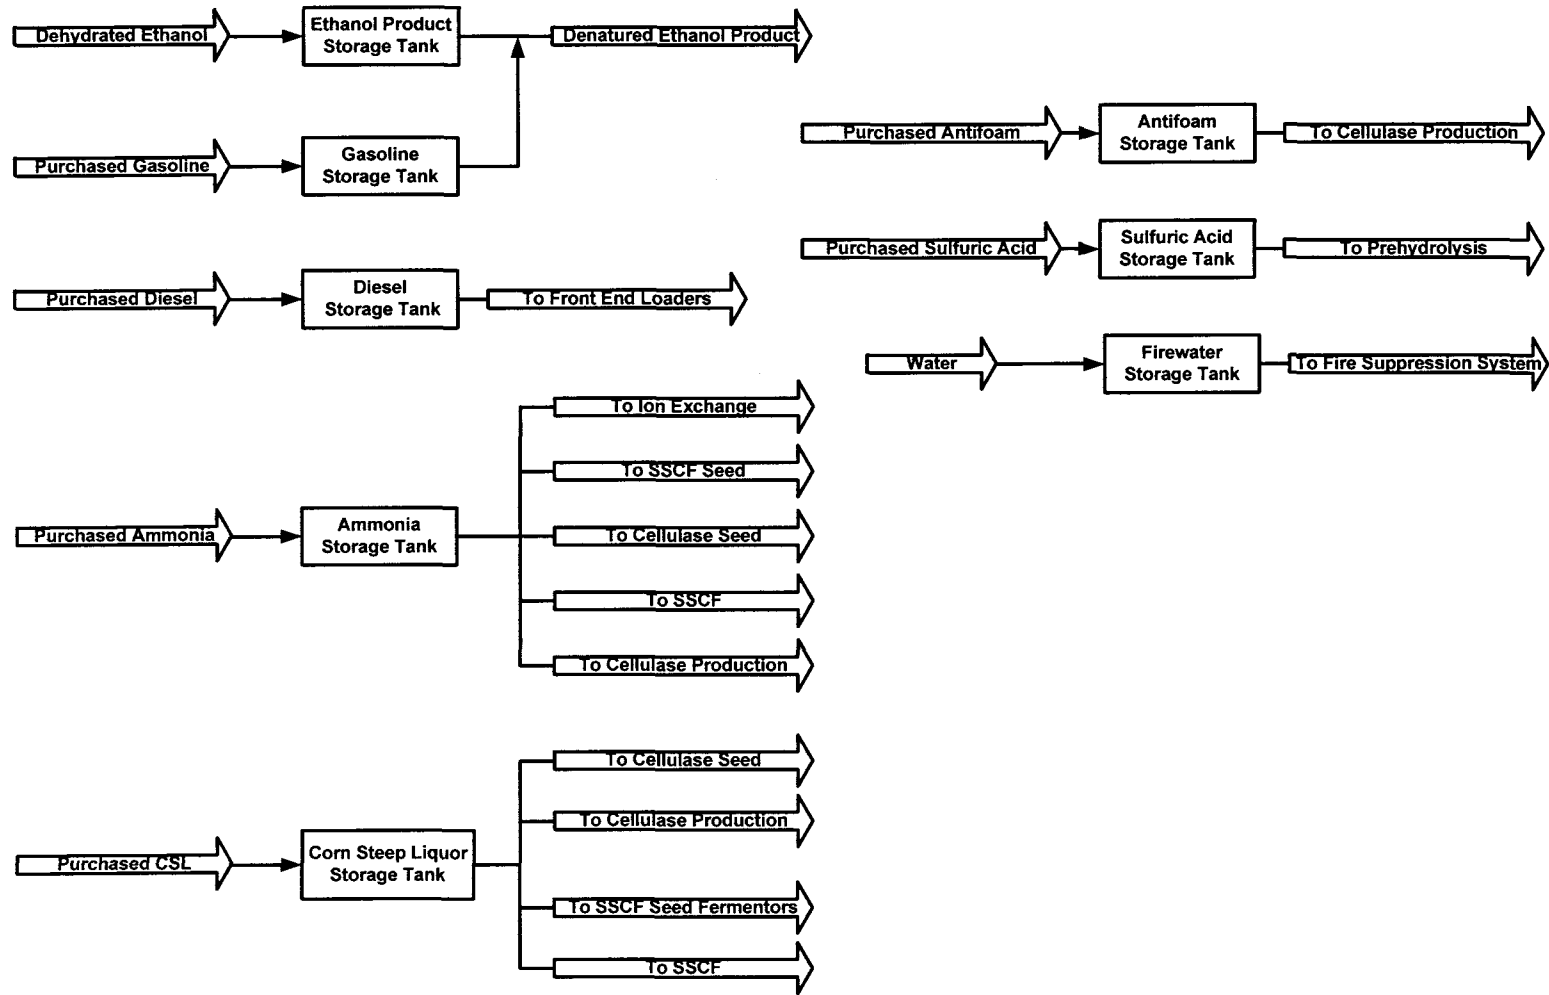 Dehydrated Ethanol
Ethanol Product
Storage Tank
Denatured Ethanol Product
Purchased Gasoline
Gasoline
Storage Tank
Purchased Diesel
Diesel
Storage Tank
To Front End Loaders
Purchased Ammonia
Ammonia
Storage Tank
To Ion Exchange
To SSCF Seed
To Cellulase Seed
To SSCF
To Cellulase Production
Purchased CSL
Corn Steep Liquor
Storage Tank
To Cellulase Seed
To Cellulase Production
To SSCF Seed Fermentors
To SSCF
Purchased Antifoam
Antifoam
Storage Tank
To Cellulase Production
Purchased Sulfuric Acid
Sulfuric Acid
Storage Tank
To Prehydrolysis
Water
Firewater
Storage Tank
To Fire Suppression System